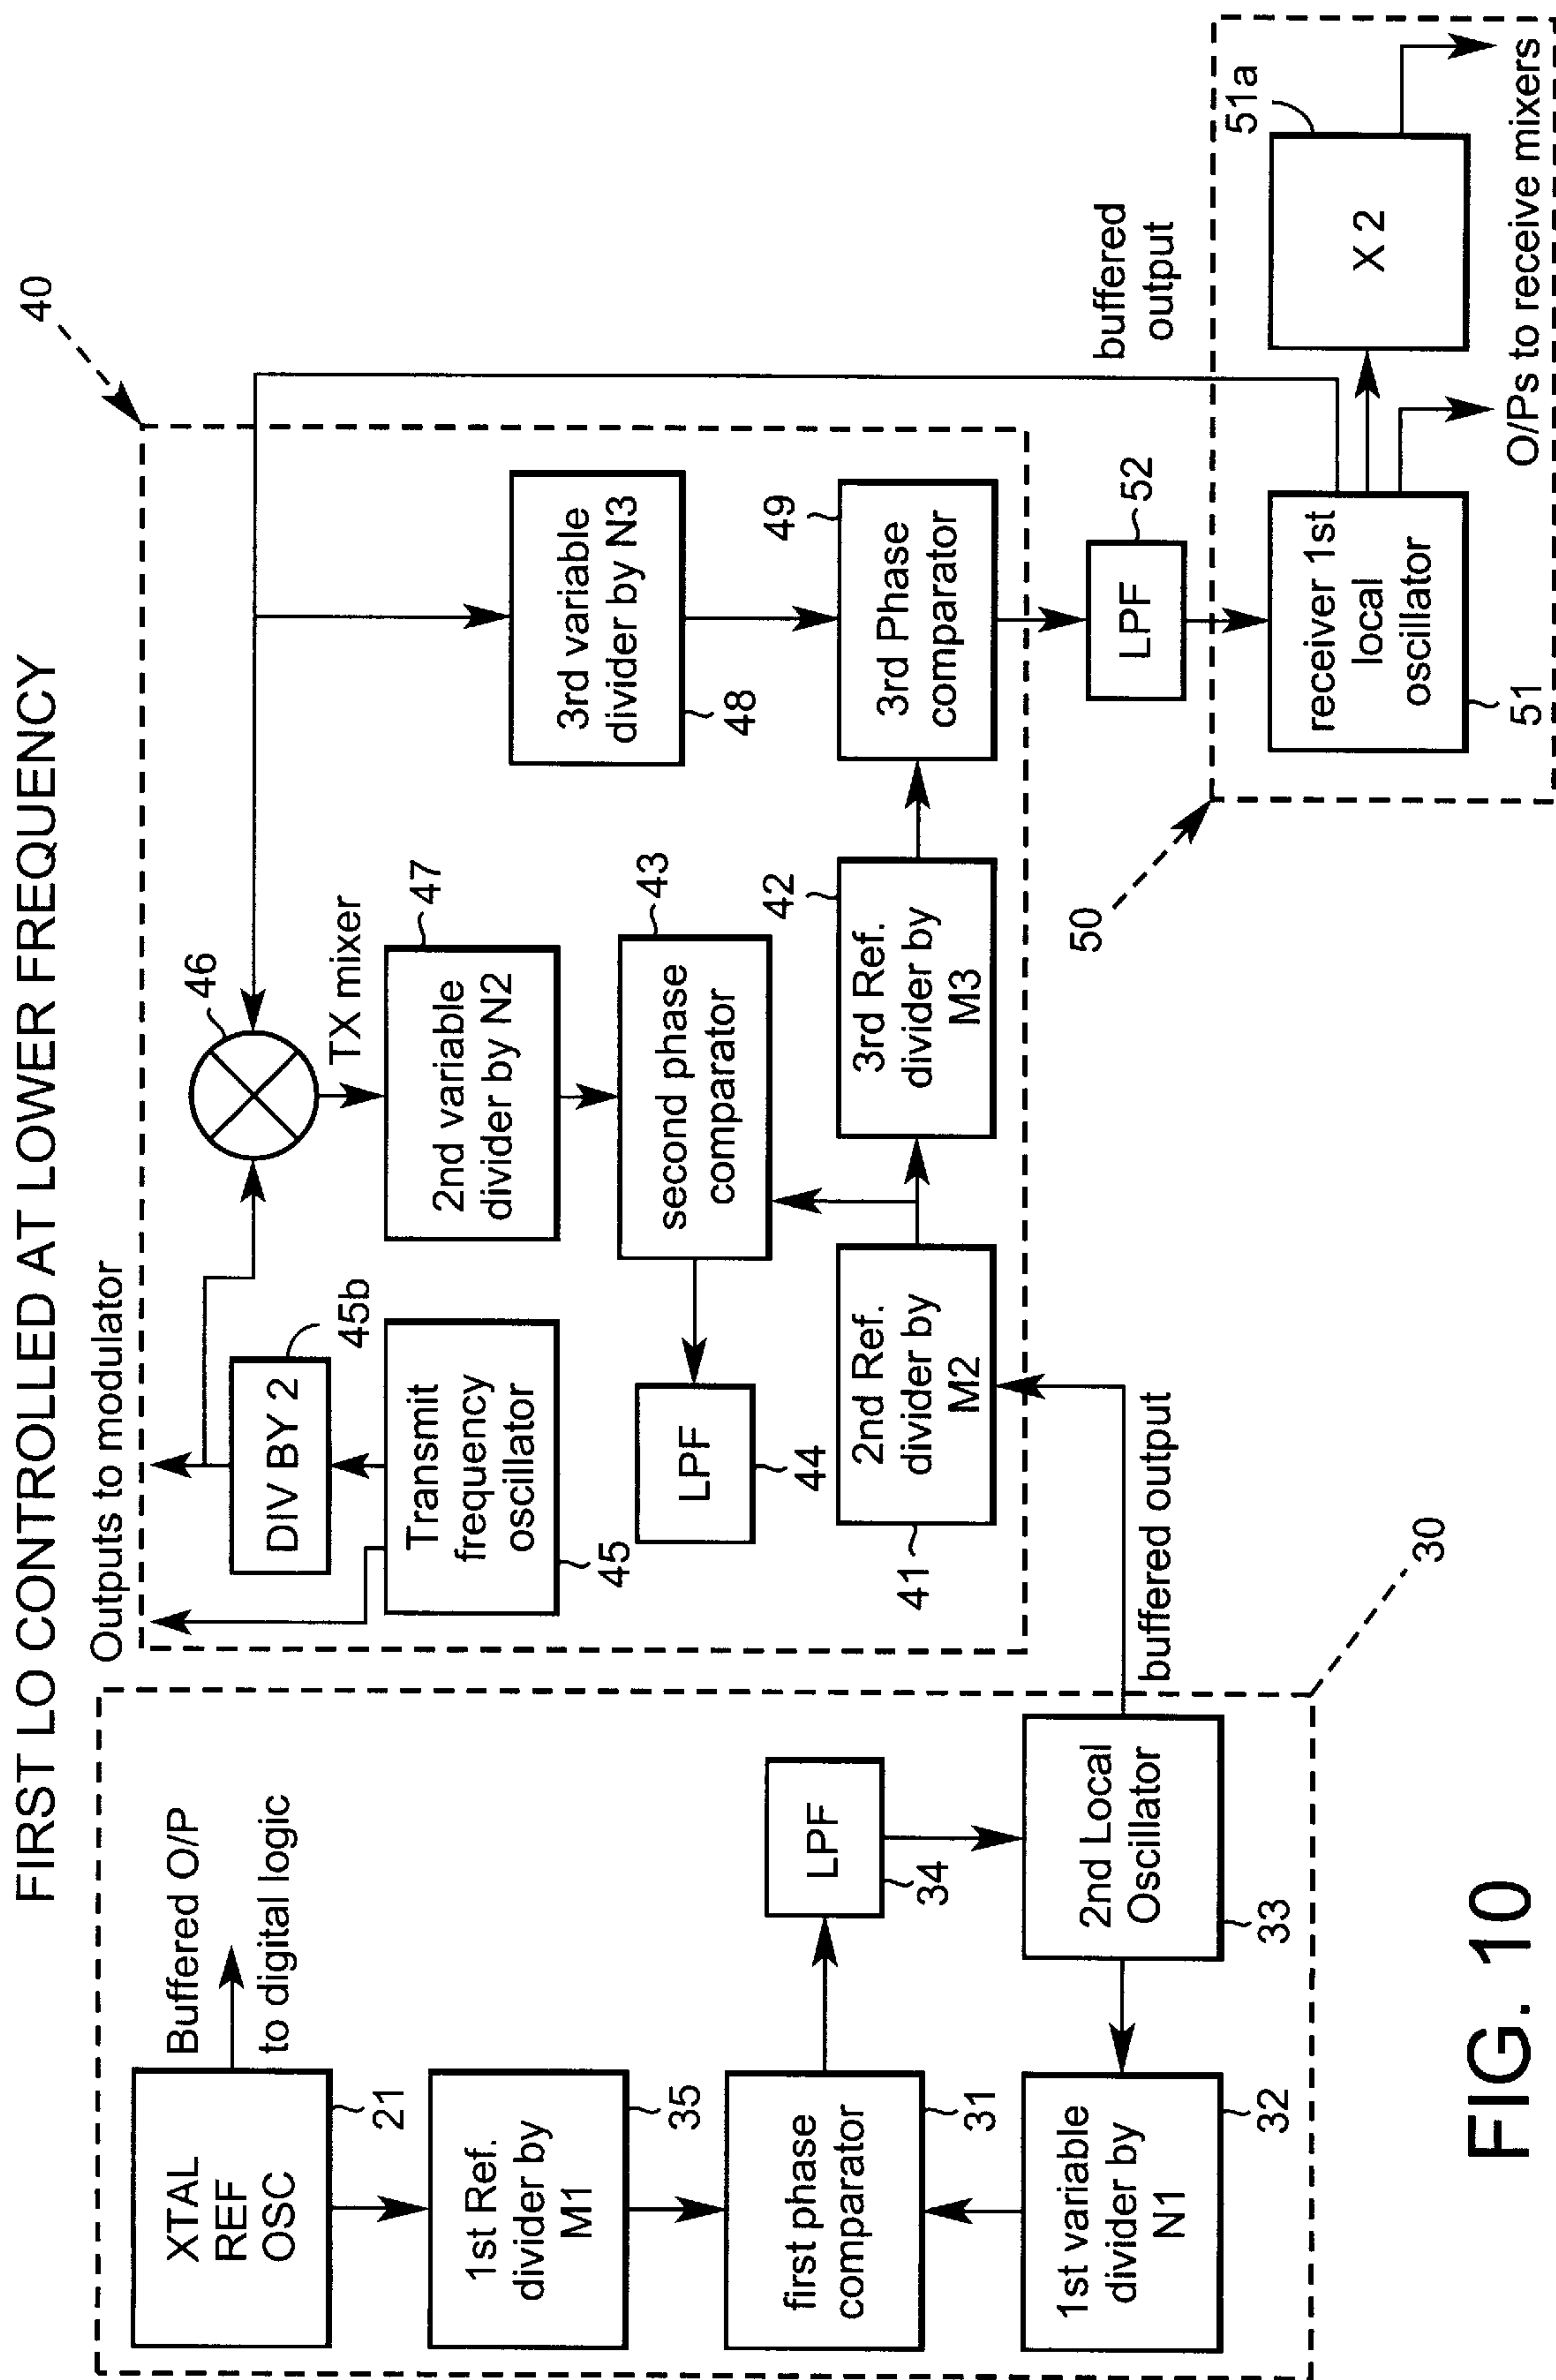 FIRST LO CONTROLLED AT LOWER FREQUENCY
XTAL
REF
OSC
21
Buffered O/P
to digital logic
1st Ref.
divider by
M1
35
first phase
comparator
31
LPF
34
1st variable
divider by
N1
32
2nd Local
Oscillator
33
buffered output
30
Outputs to modulator
DIV BY 2
45b
Transmit
frequency
oscillator
45
LPF
44
2nd Ref.
divider by
M2
41
46
TX mixer
2nd variable
divider by N2
47
second phase
comparator
43
3rd Ref.
divider by
M3
42
40
3rd variable
divider by N3
48
3rd Phase
comparator
49
LPF
52
buffered
output
50
receiver 1st
local
oscillator
51
X 2
51a
O/Ps to receive mixers
FIG. 10